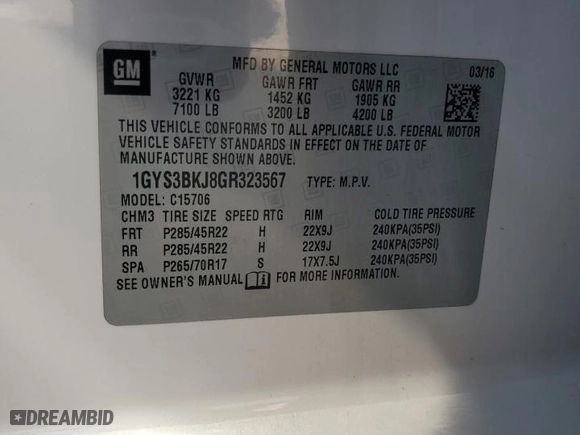 GM
MFD BY GENERAL MOTORS LLC 03/16
GVWR GAWR FRT GAWR RR
3221 KG 1452 KG 1905 KG
7100 LB 3200 LB 4200 LB
THIS VEHICLE CONFORMS TO ALL APPLICABLE U.S. FEDERAL MOTOR
VEHICLE SAFETY STANDARDS IN EFFECT ON THE DATE OF
MANUFACTURE SHOWN ABOVE.
1GYS3BKJ8GR323567 TYPE: M.P.V.
MODEL: C15706
CHM3 TIRE SIZE SPEED RTG RIM COLD TIRE PRESSURE
FRT P285/45R22 H 22X9J 240KPA(35PSI)
RR P285/45R22 H 22X9J 240KPA(35PSI)
SPA P265/70R17 S 17X7.5J 240KPA(35PSI)
SEE OWNER'S MANUAL FOR MORE INFORMATION.
DREAMBID